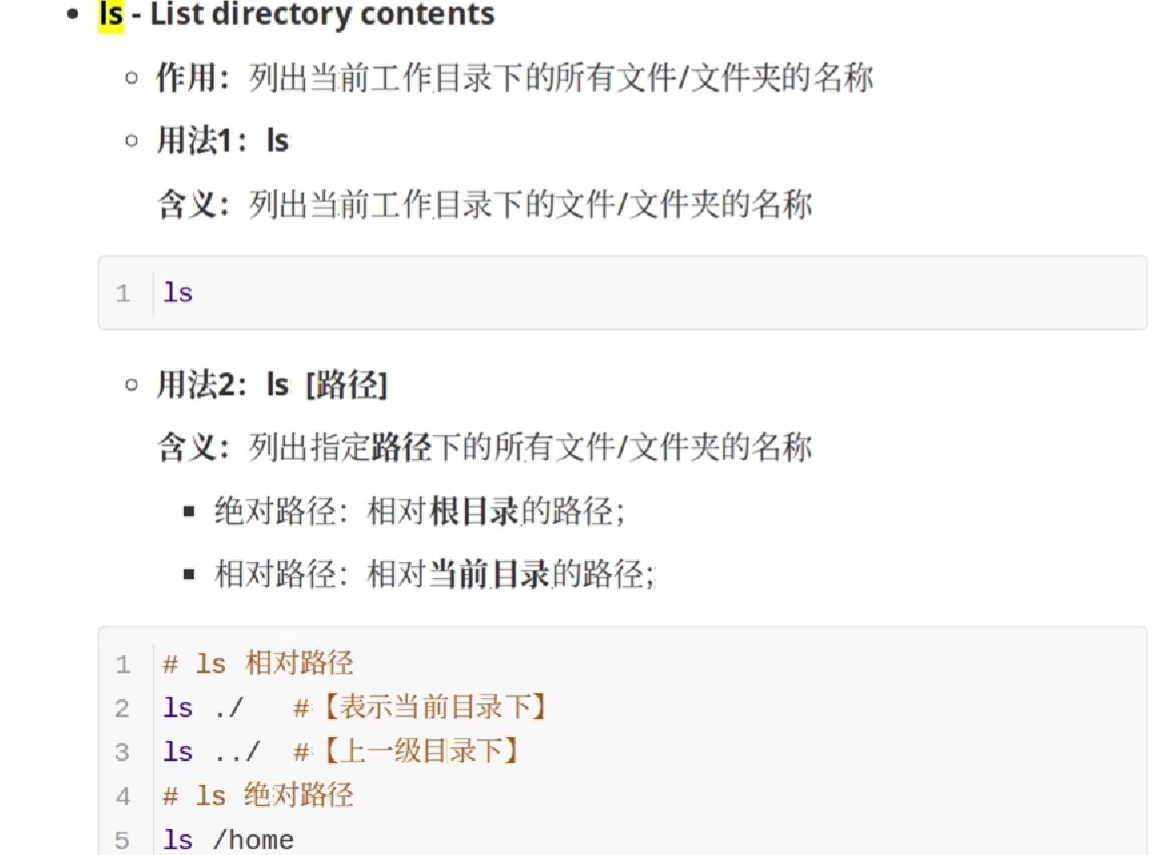 ls - List directory contents
作用：列出当前工作目录下的所有文件/文件夹的名称
用法1：ls
含义：列出当前工作目录下的文件/文件夹的名称
1 ls
用法2：ls [路径]
含义：列出指定路径下的所有文件/文件夹的名称
绝对路径：相对根目录的路径；
相对路径：相对当前目录的路径；
1 # ls 相对路径
2 ls ./ #【表示当前目录下】
3 ls ../ #【上一级目录下】
4 # ls 绝对路径
5 ls /home